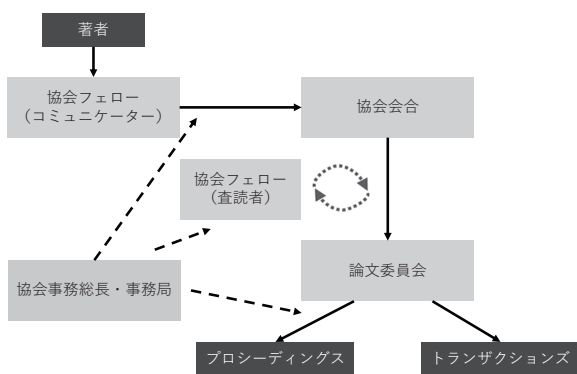 著者
協会フェロー
（コミュニケーター）
協会会合
協会フェロー
（査読者）
協会事務総長・事務局
論文委員会
プロシーディングス
トランザクションズ